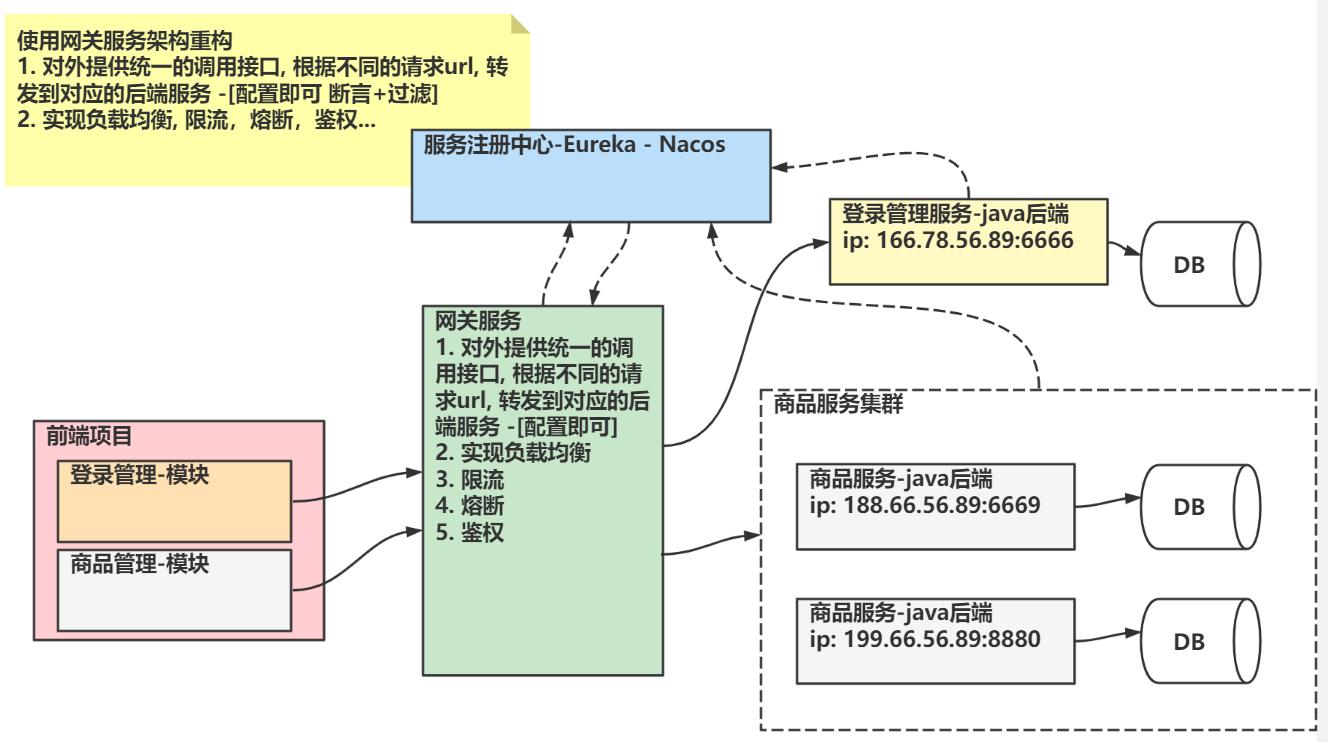 使用网关服务架构重构
1. 对外提供统一的调用接口, 根据不同的请求url, 转
发到对应的后端服务 -[配置即可 断言+过滤]
2. 实现负载均衡, 限流，熔断，鉴权...
服务注册中心-Eureka - Nacos
登录管理服务-java后端
ip: 166.78.56.89:6666
DB
网关服务
1. 对外提供统一的调
用接口, 根据不同的请
求url, 转发到对应的后
端服务 -[配置即可]
2. 实现负载均衡
3. 限流
4. 熔断
5. 鉴权
前端项目
登录管理-模块
商品管理-模块
商品服务集群
商品服务-java后端
ip: 188.66.56.89:6669
DB
商品服务-java后端
ip: 199.66.56.89:8880
DB